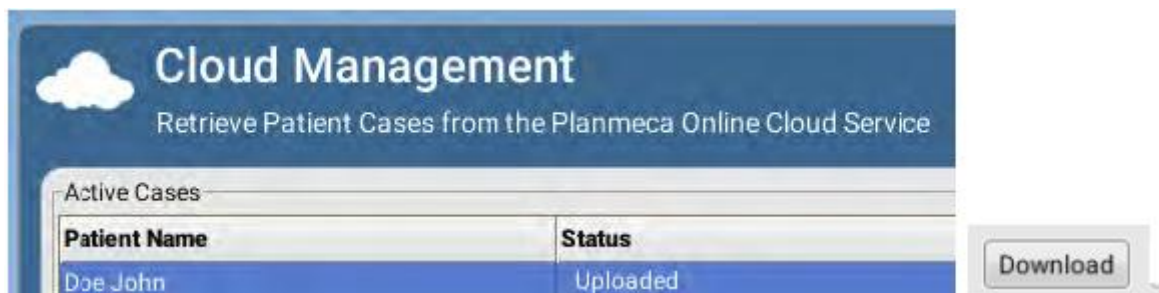 Cloud Management
Retrieve Patient Cases from the Planmeca Online Cloud Service
Active Cases
Patient Name Status
Doe John Uploaded
Download